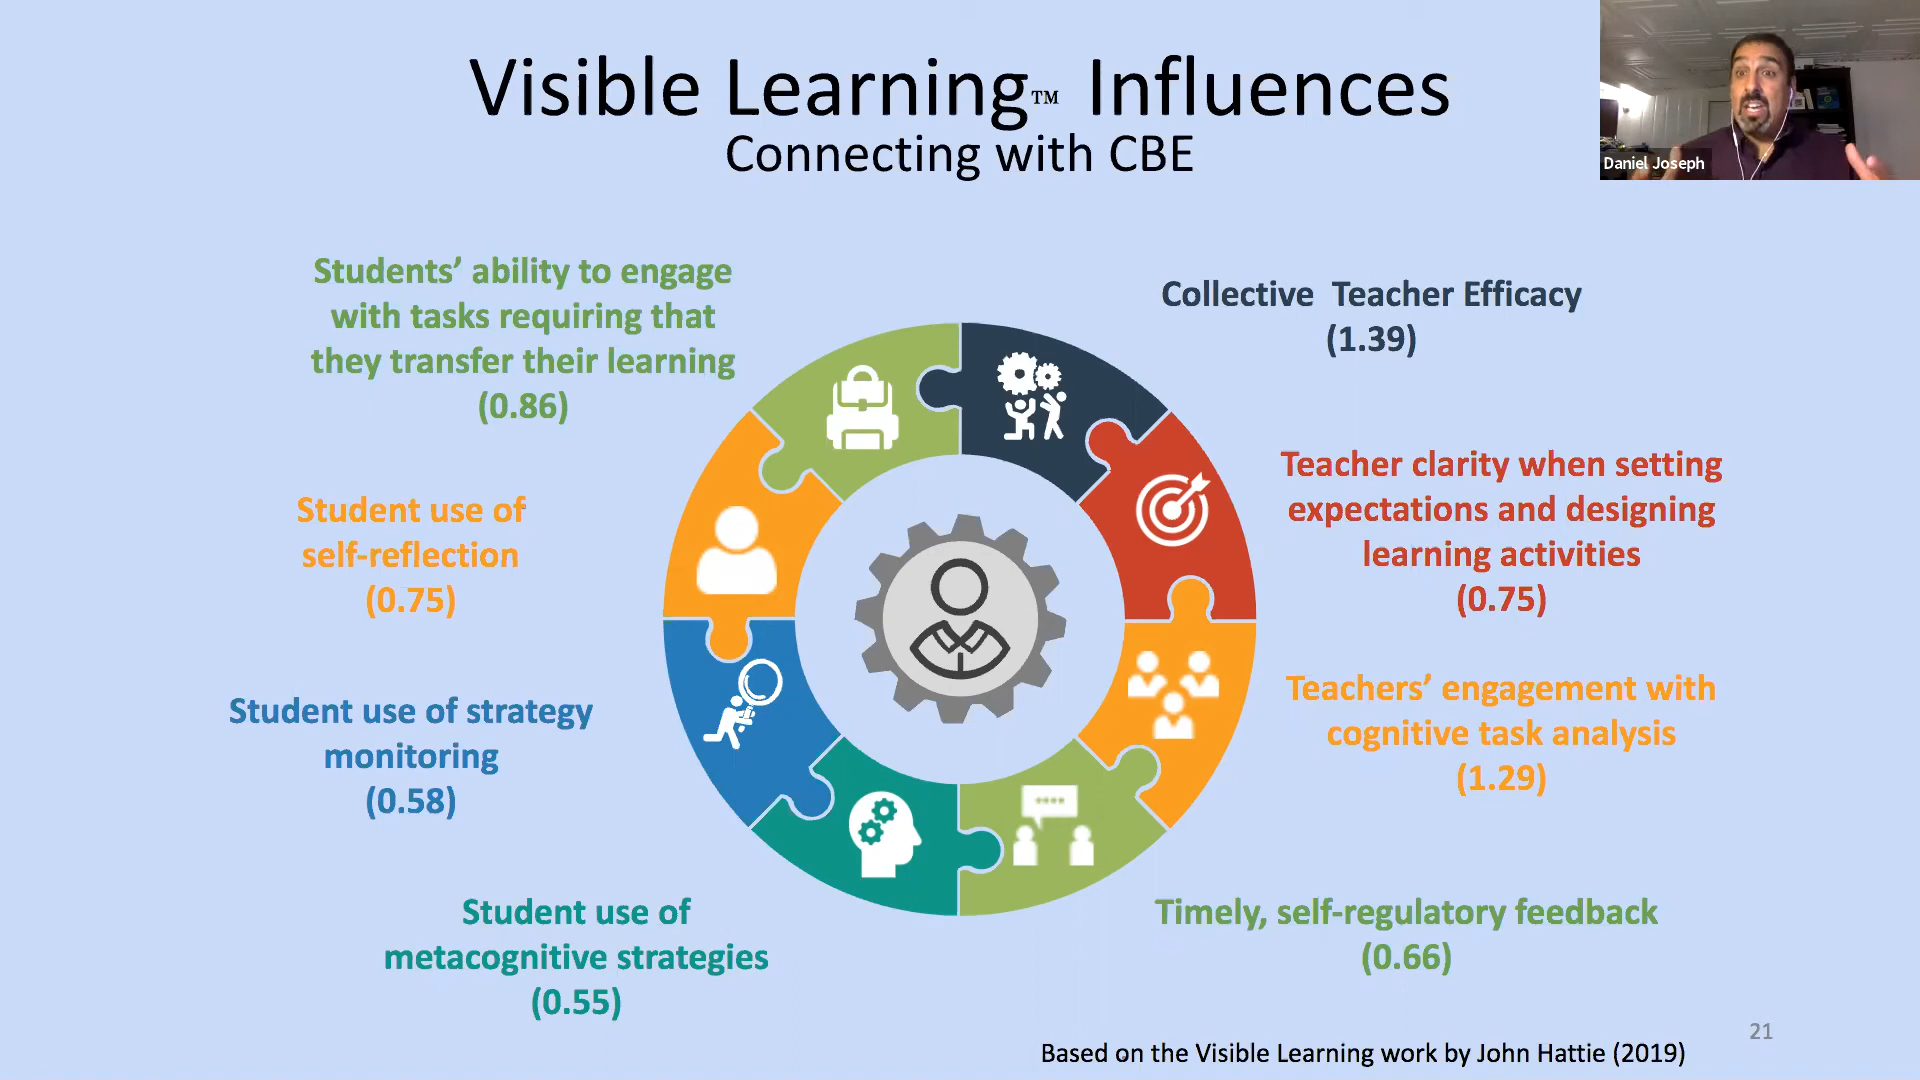 Visible Learning™ Influences
Connecting with CBE
Daniel Joseph
Students’ ability to engage
with tasks requiring that
they transfer their learning
(0.86)
Collective Teacher Efficacy
(1.39)
Student use of
self-reflection
(0.75)
Teacher clarity when setting
expectations and designing
learning activities
(0.75)
Student use of strategy
monitoring
(0.58)
Teachers’ engagement with
cognitive task analysis
(1.29)
Student use of
metacognitive strategies
(0.55)
Timely, self-regulatory feedback
(0.66)
21
Based on the Visible Learning work by John Hattie (2019)